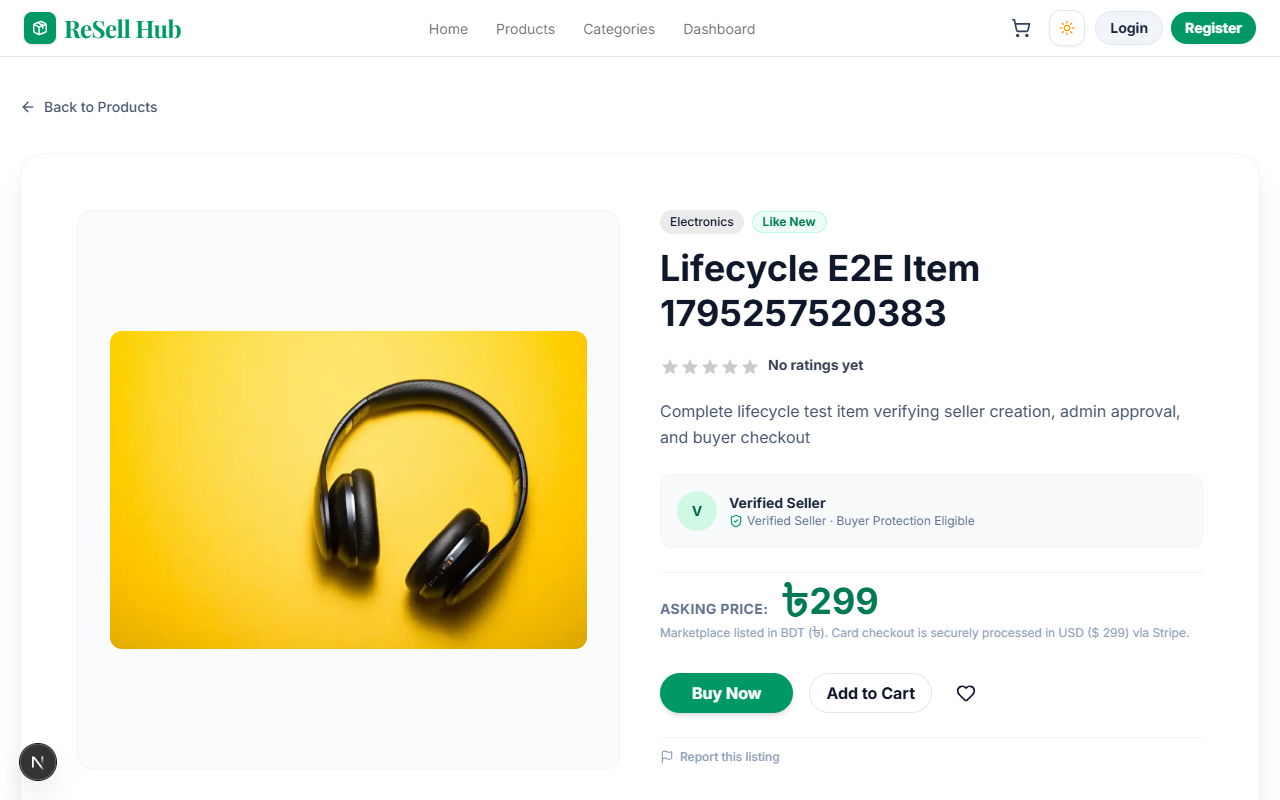 ReSell Hub
Home
Products
Categories
Dashboard
Login
Register
Back to Products
Electronics
Like New
Lifecycle E2E Item
1795257520383
No ratings yet
Complete lifecycle test item verifying seller creation, admin approval,
and buyer checkout
V
Verified Seller
Verified Seller · Buyer Protection Eligible
ASKING PRICE: ৳299
Marketplace listed in BDT (৳). Card checkout is securely processed in USD ($ 299) via Stripe.
Buy Now
Add to Cart
Report this listing
N